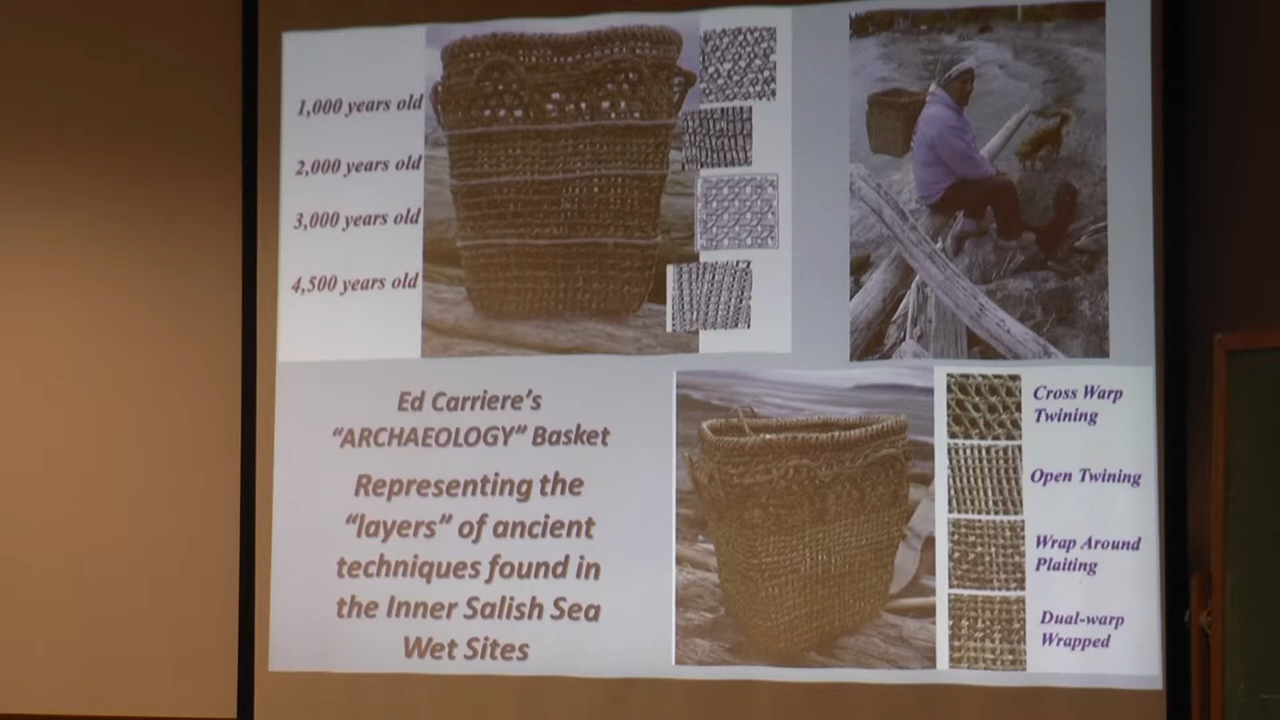 1,000 years old
2,000 years old
3,000 years old
4,500 years old
Ed Carriere's
"ARCHAEOLOGY" Basket
Representing the
"layers" of ancient
techniques found in
the Inner Salish Sea
Wet Sites
Cross Warp
Twining
Open Twining
Wrap Around
Plaiting
Dual-warp
Wrapped